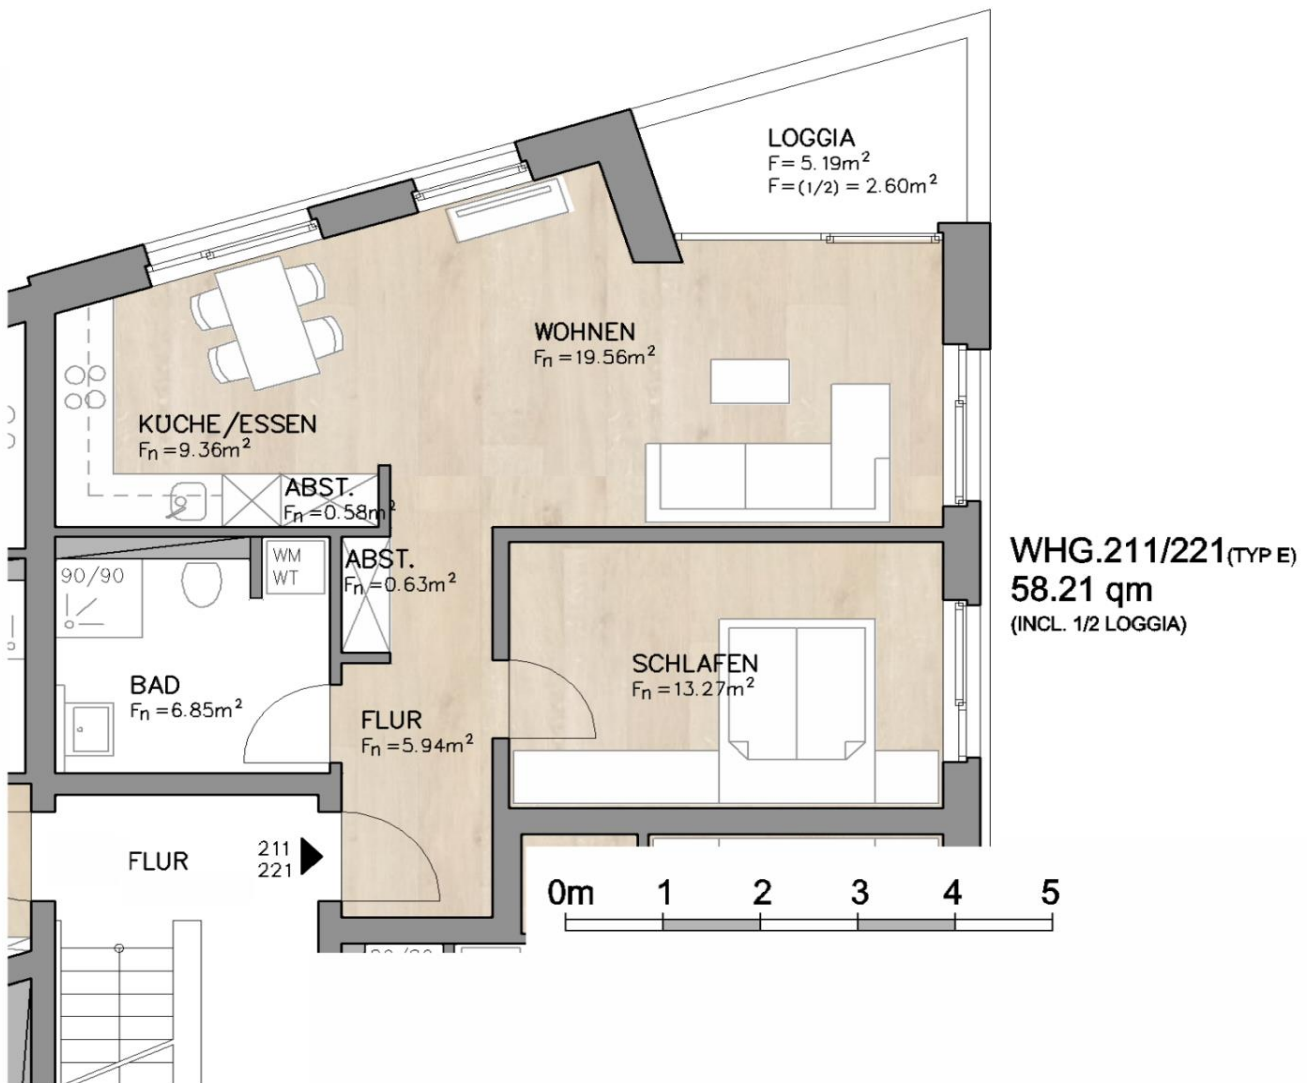 LOGGIA
F= 5.19m²
F=(1/2) = 2.60m²
WOHNEN
Fn =19.56m²
KÜCHE/ESSEN
Fn =9.36m²
ABST.
Fn =0.58m²
ABST.
Fn =0.63m²
WM
WT
90/90
BAD
Fn =6.85m²
SCHLAFEN
Fn =13.27m²
FLUR
Fn =5.94m²
WHG.211/221(TYP E)
58.21 qm
(INCL. 1/2 LOGGIA)
FLUR
211
221
0m 1 2 3 4 5